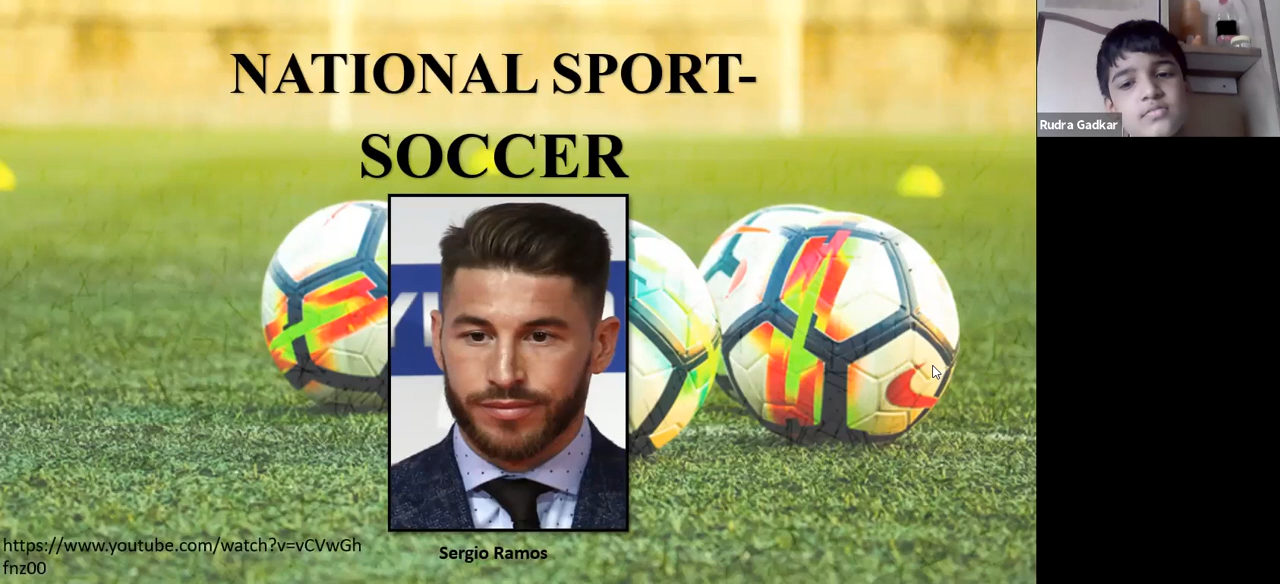 NATIONAL SPORT-
SOCCER
Rudra Gadkar
https://www.youtube.com/watch?v=vCVwGh
fnz00
Sergio Ramos